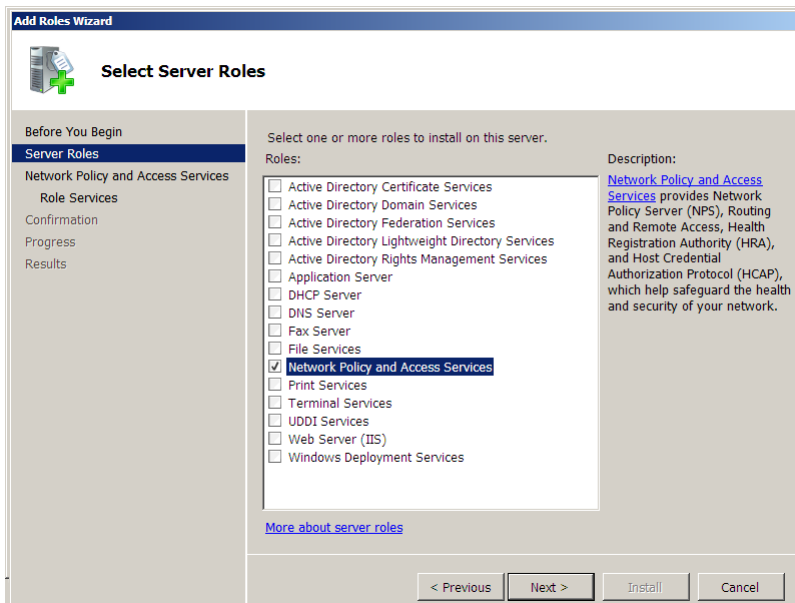 Add Roles Wizard
Select Server Roles
Before You Begin
Server Roles
Network Policy and Access Services
Role Services
Confirmation
Progress
Results
Select one or more roles to install on this server.
Roles:
Active Directory Certificate Services
Active Directory Domain Services
Active Directory Federation Services
Active Directory Lightweight Directory Services
Active Directory Rights Management Services
Application Server
DHCP Server
DNS Server
Fax Server
File Services
Network Policy and Access Services
Print Services
Terminal Services
UDDI Services
Web Server (IIS)
Windows Deployment Services
More about server roles
Description:
Network Policy and Access
Services provides Network
Policy Server (NPS), Routing
and Remote Access, Health
Registration Authority (HRA),
and Host Credential
Authorization Protocol (HCAP),
which help safeguard the health
and security of your network.
< Previous
Next >
Install
Cancel